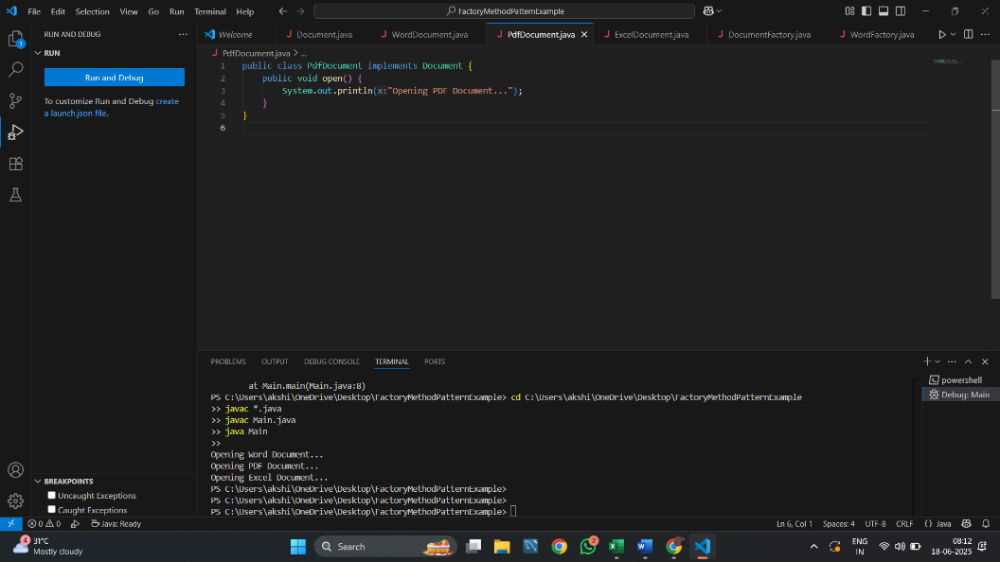 File Edit Selection View Go Run Terminal Help
FactoryMethodPatternExample
1
RUN AND DEBUG
RUN
Run and Debug
To customize Run and Debug create
a launch.json file.
Welcome
Document.java
WordDocument.java
PdfDocument.java
ExcelDocument.java
DocumentFactory.java
WordFactory.java
PdfDocument.java > ...
1 public class PdfDocument implements Document {
2 public void open() {
3 System.out.println(x:"Opening PDF Document...");
4 }
5 }
6
PROBLEMS OUTPUT DEBUG CONSOLE TERMINAL PORTS
at Main.main(Main.java:8)
PS C:\Users\akshi\OneDrive\Desktop\FactoryMethodPatternExample> cd C:\Users\akshi\OneDrive\Desktop\FactoryMethodPatternExample
>> javac *.java
>> javac Main.java
>> java Main
>>
Opening Word Document...
Opening PDF Document...
Opening Excel Document...
PS C:\Users\akshi\OneDrive\Desktop\FactoryMethodPatternExample>
PS C:\Users\akshi\OneDrive\Desktop\FactoryMethodPatternExample>
PS C:\Users\akshi\OneDrive\Desktop\FactoryMethodPatternExample>
powershell
Debug: Main
BREAKPOINTS
Uncaught Exceptions
Caught Exceptions
0 0 Java: Ready
Ln 6, Col 1 Spaces: 4 UTF-8 CRLF {} Java
4
31°C
Mostly cloudy
Search
2
ENG
IN
08:12
18-06-2025